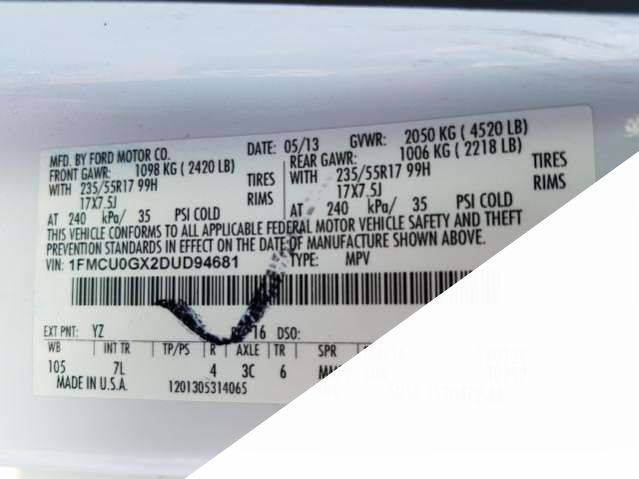 MFD. BY FORD MOTOR CO. DATE: 05/13 GVWR: 2050 KG ( 4520 LB)
FRONT GAWR: 1098 KG ( 2420 LB) REAR GAWR: 1006 KG ( 2218 LB)
WITH 235/55R17 99H TIRES WITH 235/55R17 99H TIRES
17X7.5J RIMS 17X7.5J RIMS
AT 240 kPa/ 35 PSI COLD AT 240 kPa/ 35 PSI COLD
THIS VEHICLE CONFORMS TO ALL APPLICABLE FEDERAL MOTOR VEHICLE SAFETY AND THEFT
PREVENTION STANDARDS IN EFFECT ON THE DATE OF MANUFACTURE SHOWN ABOVE.
VIN: 1FMCU0GX2DUD94681 TYPE: MPV
EXT PNT: YZ 16 DSO:
WB INT TR TP/PS R AXLE TR SPR
105 7L 4 3C 6
MADE IN U.S.A. 1201305314065